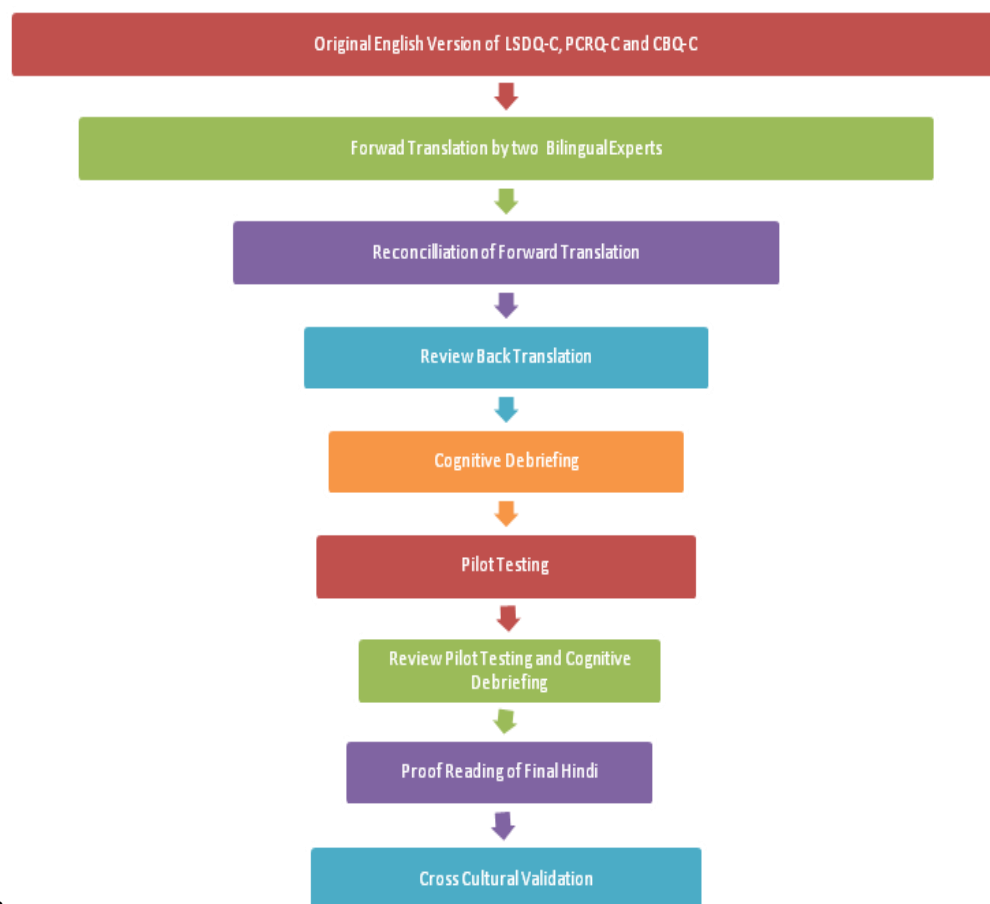 Original English Version of LSDQ-C, PCRQ-C and CBQ-C
Forwad Translation by two Bilingual Experts
Reconcilliation of Forward Translation
Review Back Translation
Cognitive Debriefing
Pilot Testing
Review Pilot Testing and Cognitive
Debriefing
Proof Reading of Final Hindi
Cross Cultural Validation